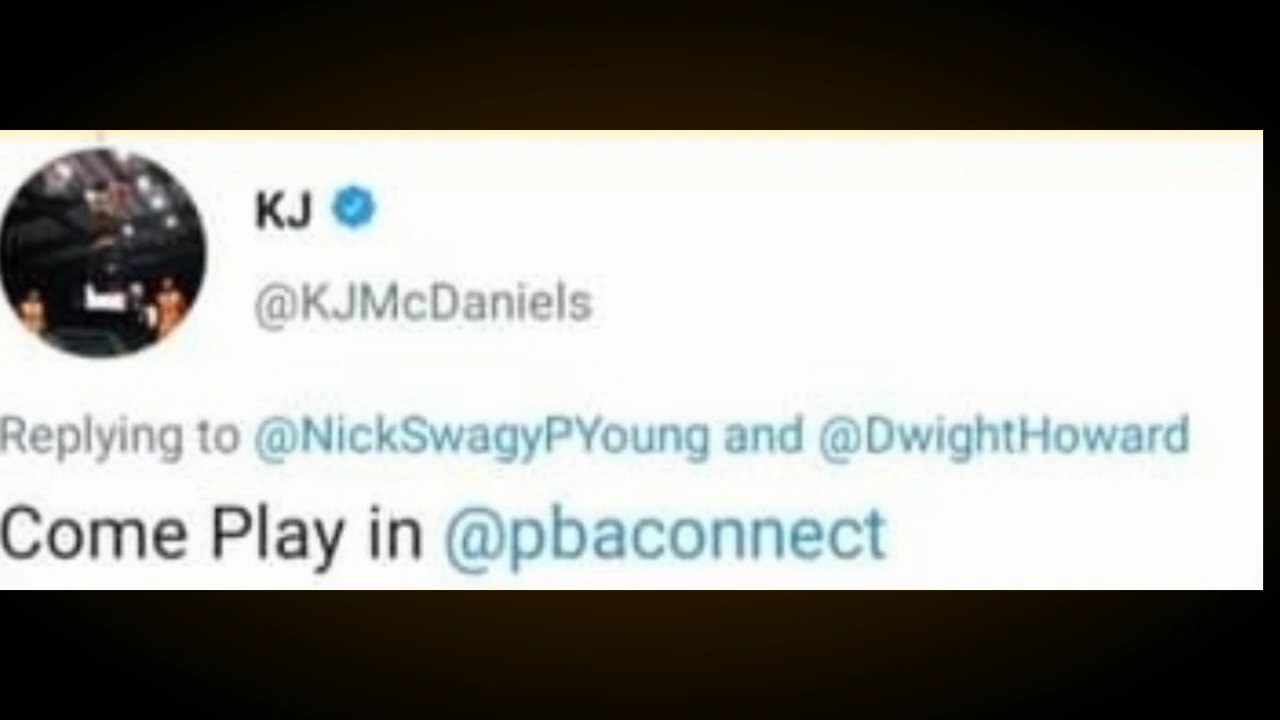 KJ
@KJMcDaniels
Replying to @NickSwagyPYoung and @DwightHoward
Come Play in @pbaconnect